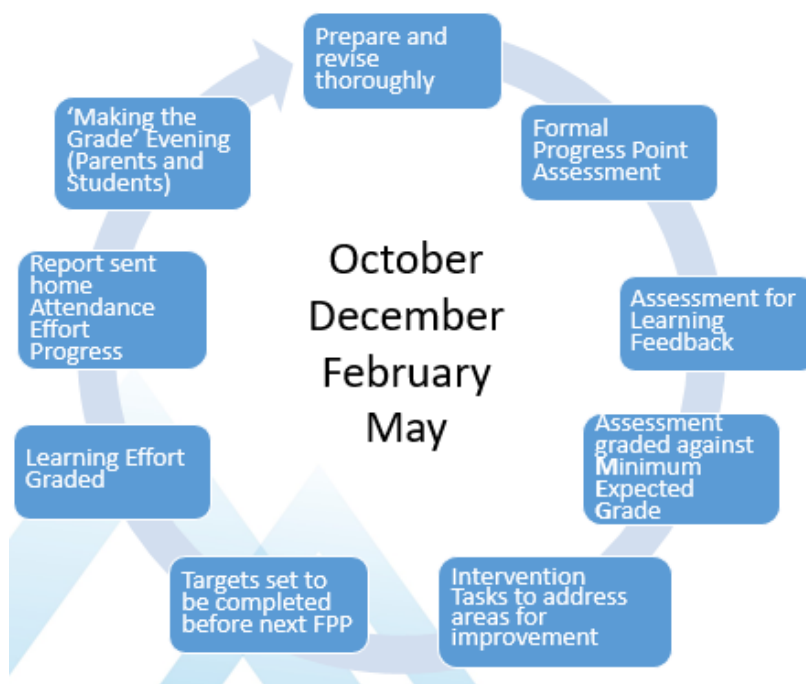 Prepare and
revise
thoroughly
Formal
Progress Point
Assessment
Assessment for
Learning
Feedback
Assessment
graded against
Minimum
Expected
Grade
Intervention
Tasks to address
areas for
improvement
Targets set to
be completed
before next FPP
Learning Effort
Graded
Report sent
home
Attendance
Effort
Progress
‘Making the
Grade’ Evening
(Parents and
Students)
October
December
February
May